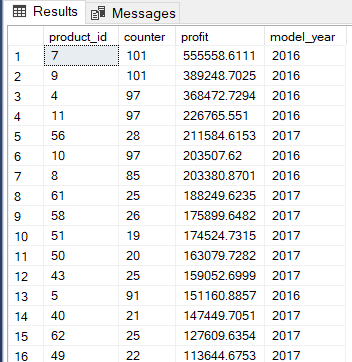 Results Messages
product_id counter profit model_year
1 7 101 555558.6111 2016
2 9 101 389248.7025 2016
3 4 97 368472.7294 2016
4 11 97 226765.551 2016
5 56 28 211584.6153 2017
6 10 97 203507.62 2016
7 8 85 203380.8701 2016
8 61 25 188249.6235 2017
9 58 26 175899.6482 2017
10 51 19 174524.7315 2017
11 50 20 163079.7282 2017
12 43 25 159052.6999 2017
13 5 91 151160.8857 2016
14 40 21 147449.7051 2017
15 62 25 127609.6354 2017
16 49 22 113644.6753 2017